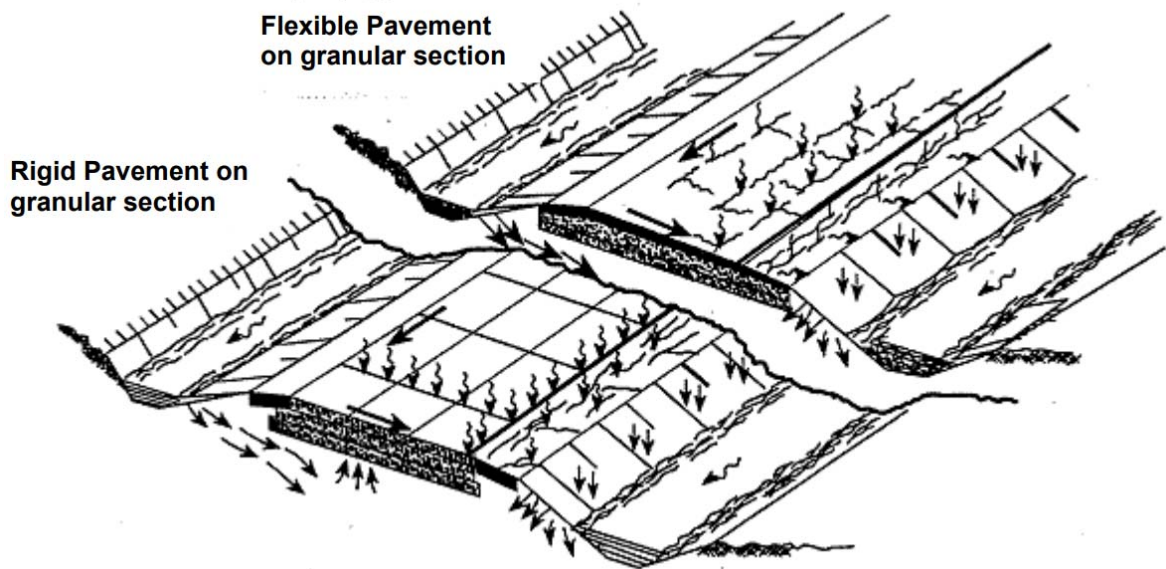 Flexible Pavement
on granular section
Rigid Pavement on
granular section